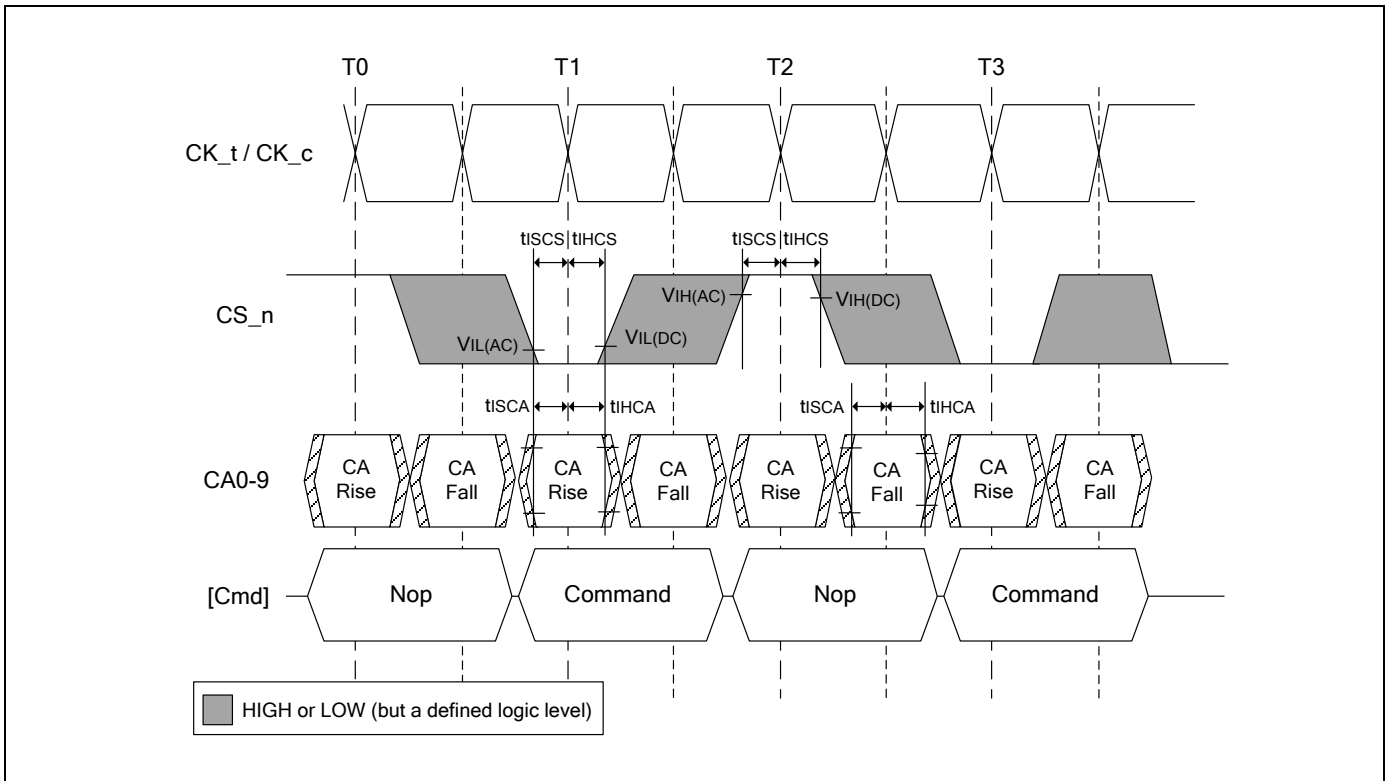 T0 T1 T2 T3
CK_t / CK_c
tISCS tIHCS tISCS tIHCS
CS_n
VIH(AC) VIH(DC)
VIL(AC) VIL(DC)
tISCA tIHCA tISCA tIHCA
CA0-9
CA Rise
CA Fall
CA Rise
CA Fall
CA Rise
CA Fall
CA Rise
CA Fall
[Cmd] Nop Command Nop Command
HIGH or LOW (but a defined logic level)